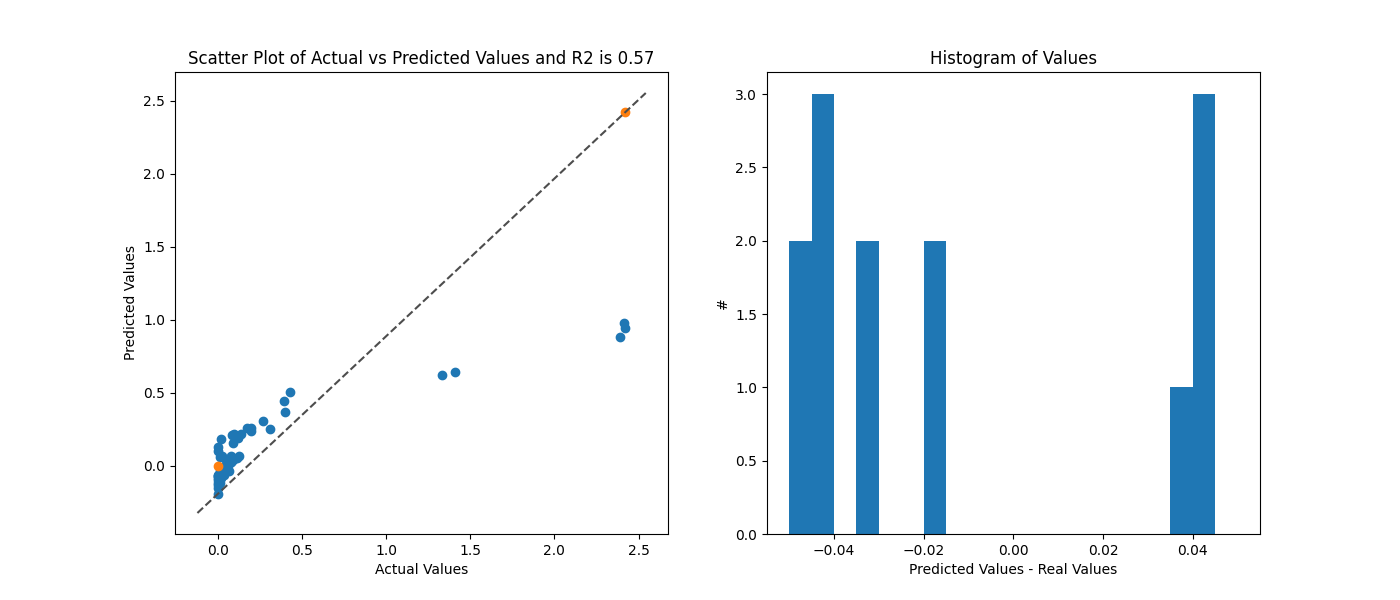 Scatter Plot of Actual vs Predicted Values and R2 is 0.57
2.5
2.0
1.5
1.0
0.5
0.0
Predicted Values
0.0 0.5 1.0 1.5 2.0 2.5
Actual Values
Histogram of Values
3.0
2.5
2.0
1.5
1.0
0.5
0.0
#
−0.04 −0.02 0.00 0.02 0.04
Predicted Values - Real Values